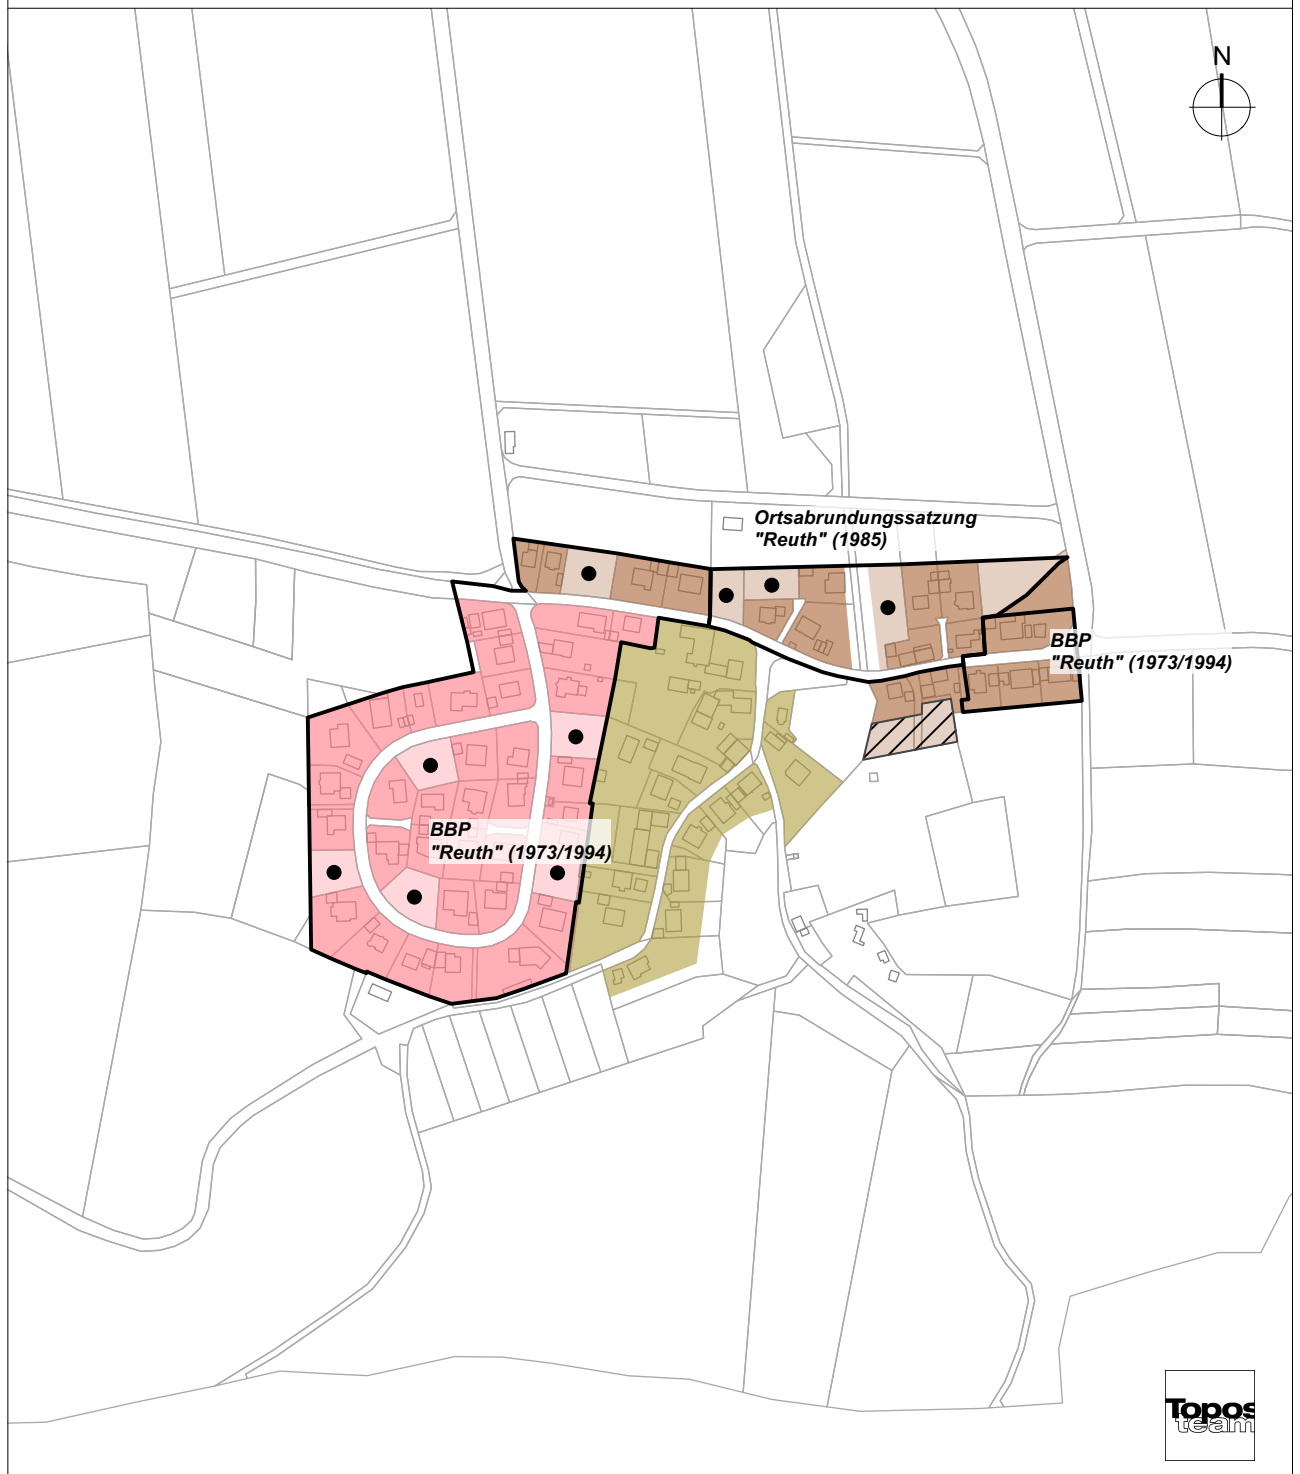 N
Ortsabrundungssatzung
"Reuth" (1985)
BBP
"Reuth" (1973/1994)
BBP
"Reuth" (1973/1994)
Topos
team